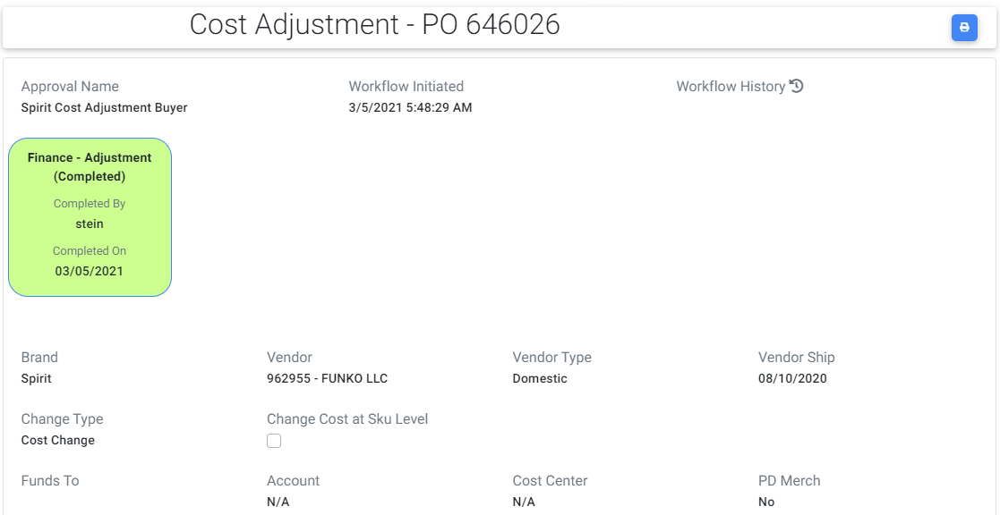 Cost Adjustment - PO 646026
Approval Name
Workflow Initiated
Workflow History
Spirit Cost Adjustment Buyer
3/5/2021 5:48:29 AM
Finance - Adjustment
(Completed)
Completed By
stein
Completed On
03/05/2021
Brand
Vendor
Vendor Type
Vendor Ship
Spirit
962955 - FUNKO LLC
Domestic
08/10/2020
Change Type
Change Cost at Sku Level
Cost Change
Funds To
Account
Cost Center
PD Merch
N/A
N/A
No